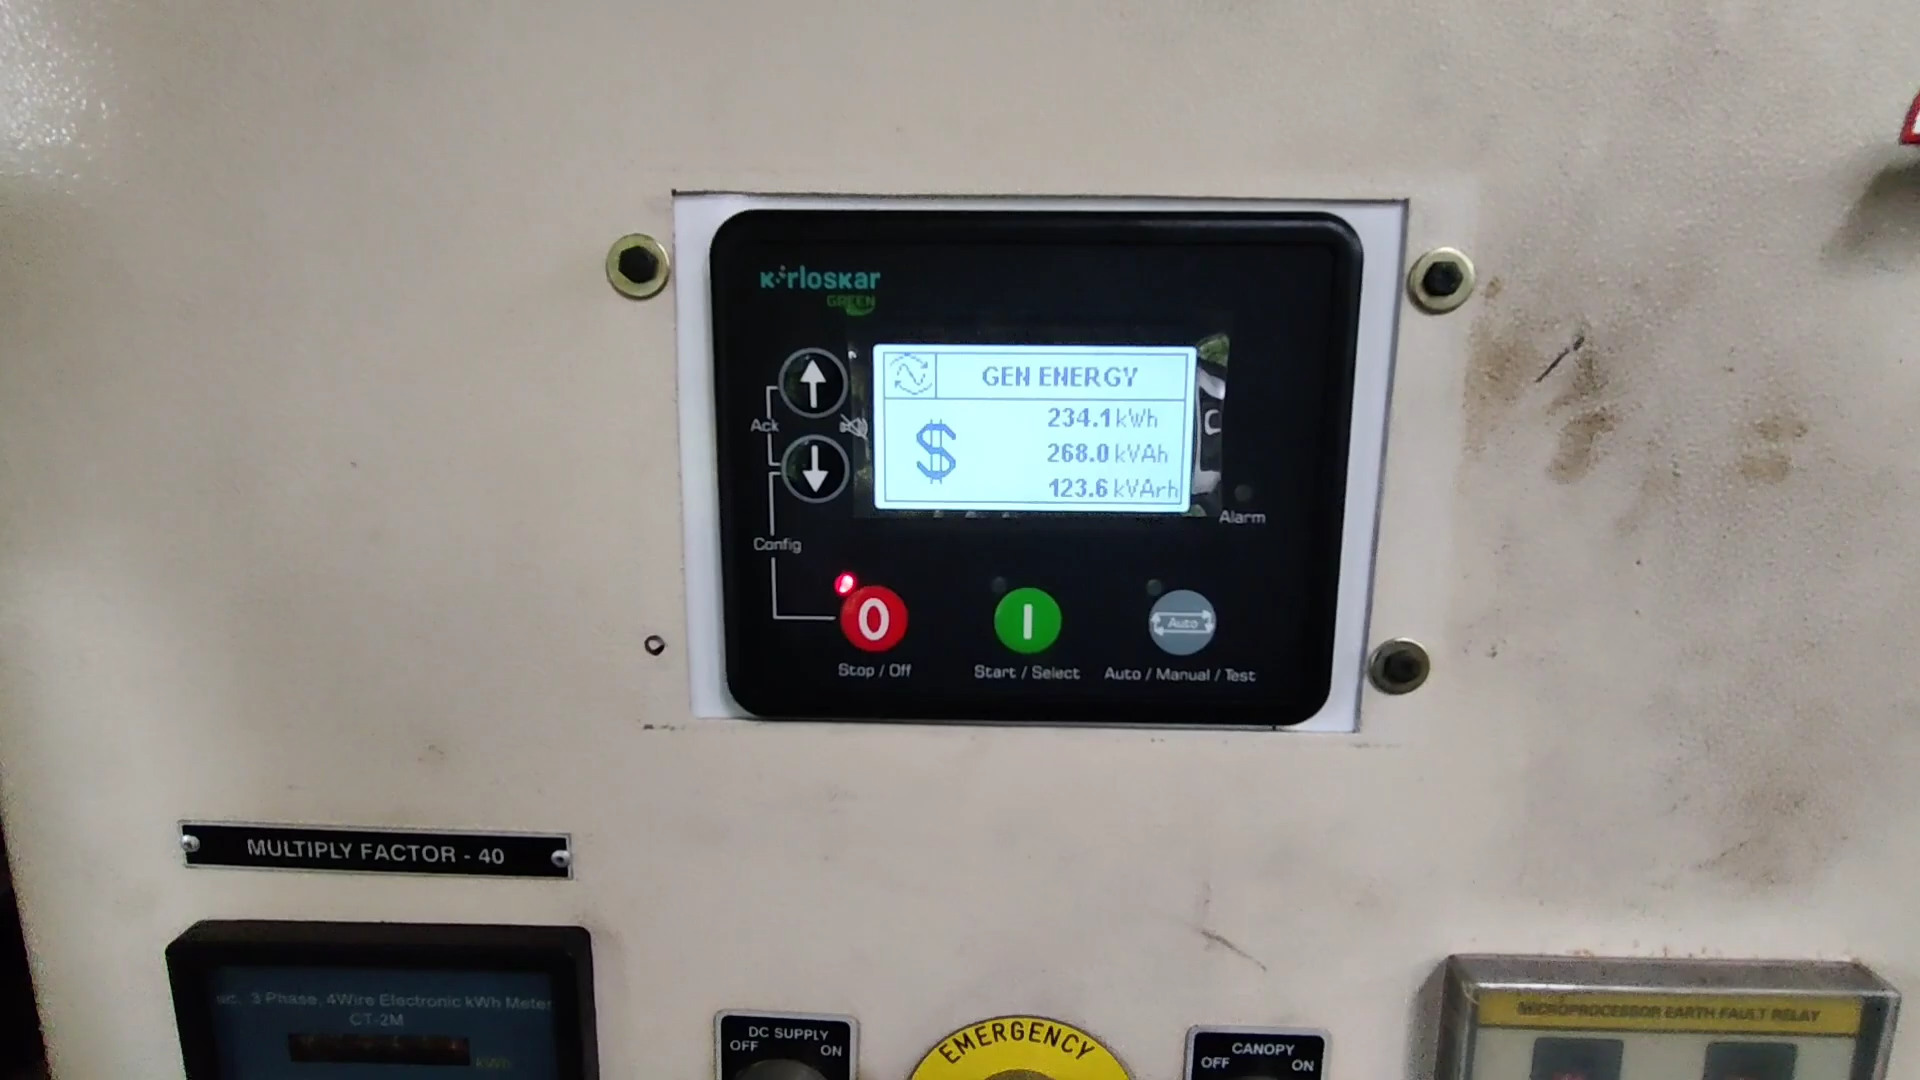 Kirloskar
GREEN
GEN ENERGY
234.1 kWh
$
268.0 kVAh
123.6 kVArh
Ack
Alarm
Config
0
I
Auto
Stop / Off
Start / Select
Auto / Manual / Test
MULTIPLY FACTOR - 40
3 Phase, 4Wire Electronic kWh Meter
CT-2M
kWh
DC SUPPLY
OFF
ON
EMERGENCY
CANOPY
OFF
ON
MICROPROCESSOR EARTH FAULT RELAY